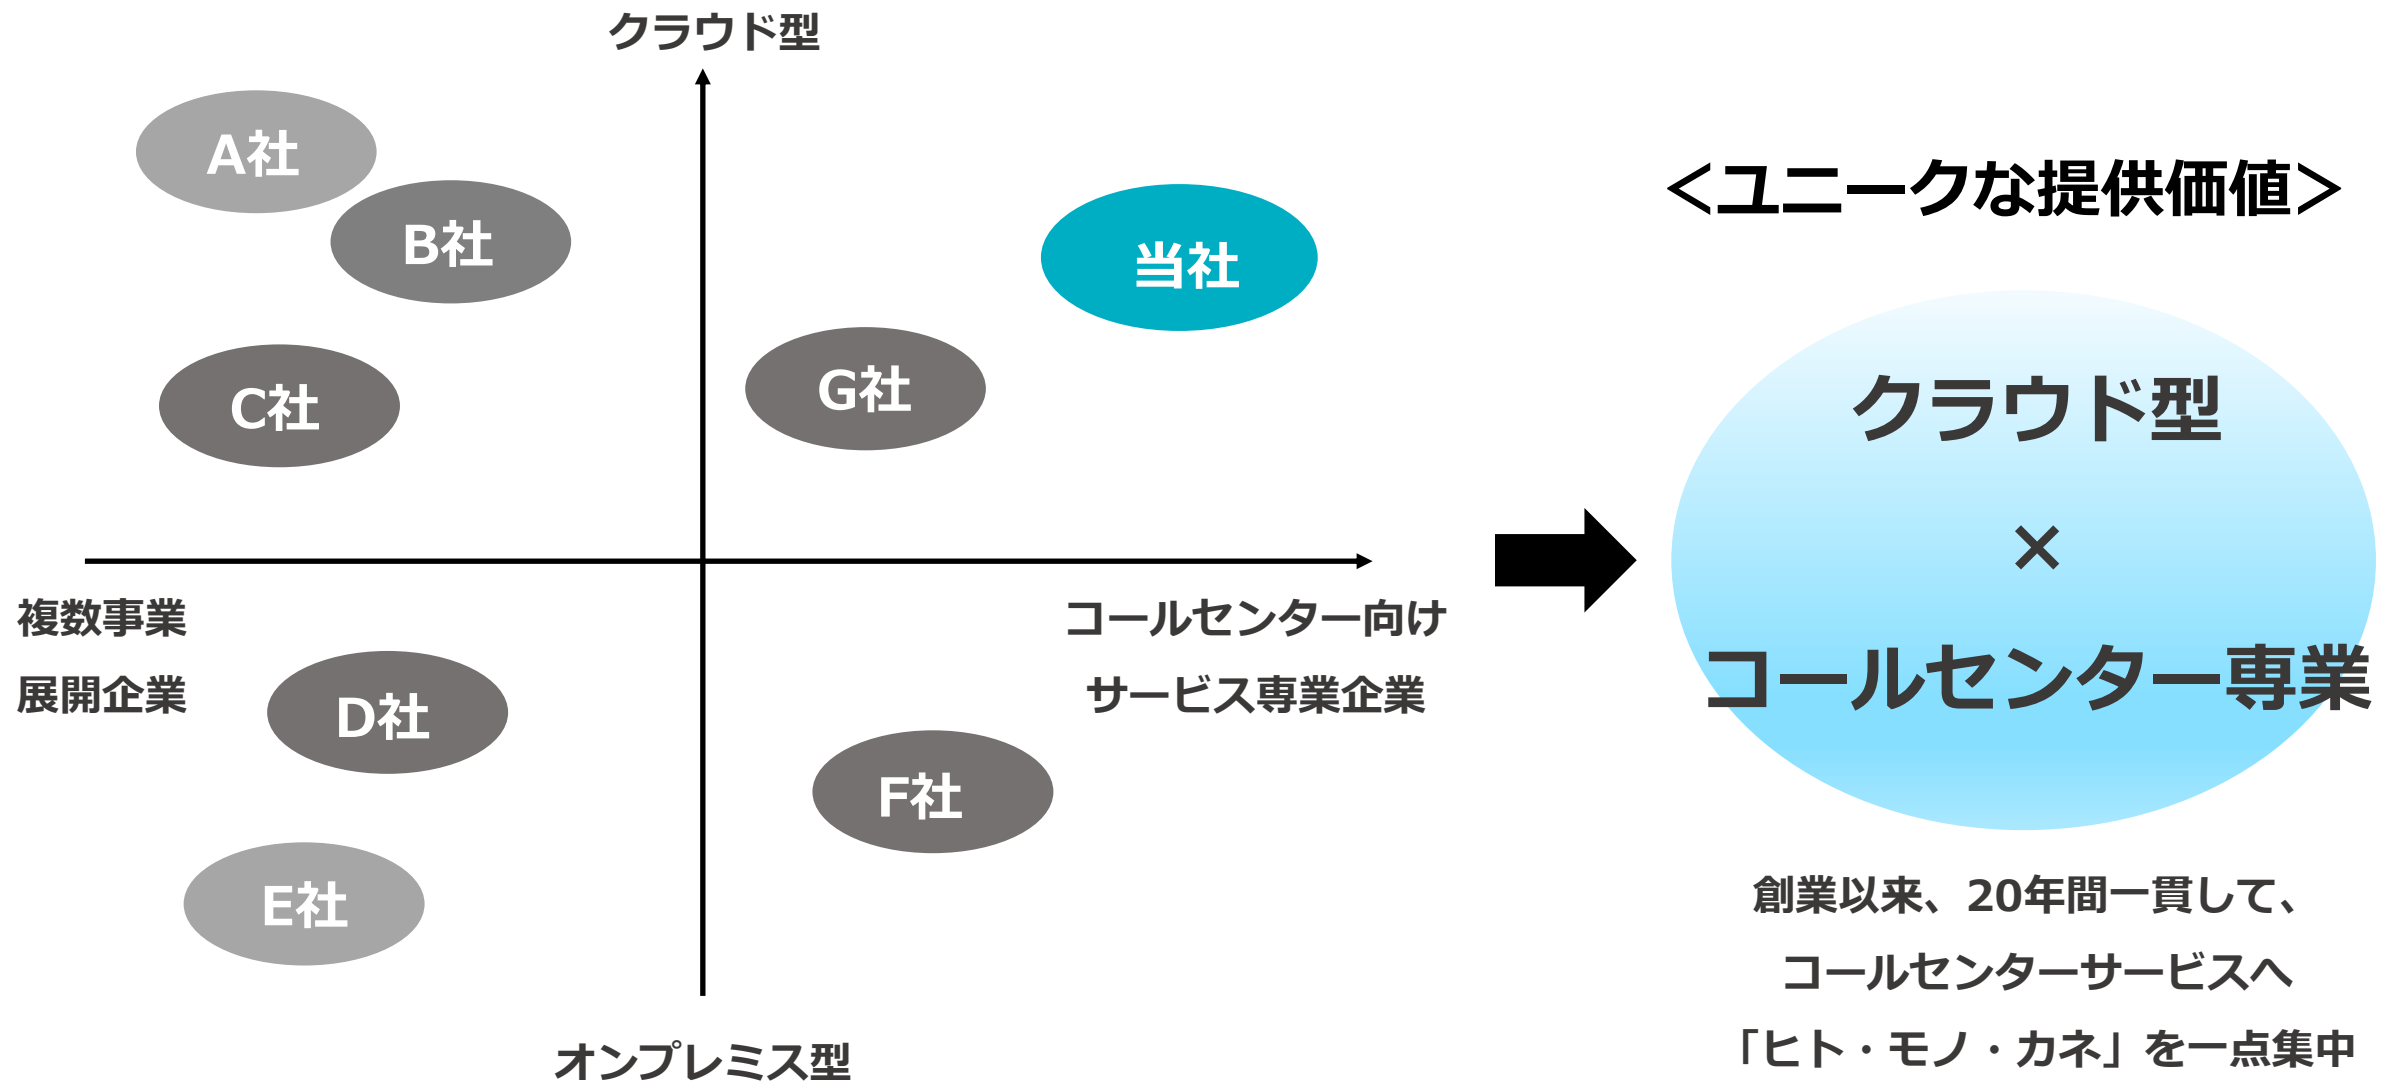 クラウド型
A社
B社
当社
C社
G社
複数事業
展開企業
コールセンター向け
サービス専業企業
D社
F社
E社
オンプレミス型
＜ユニークな提供価値＞
クラウド型
×
コールセンター専業
創業以来、20年間一貫して、
コールセンターサービスへ
「ヒト・モノ・カネ」を一点集中